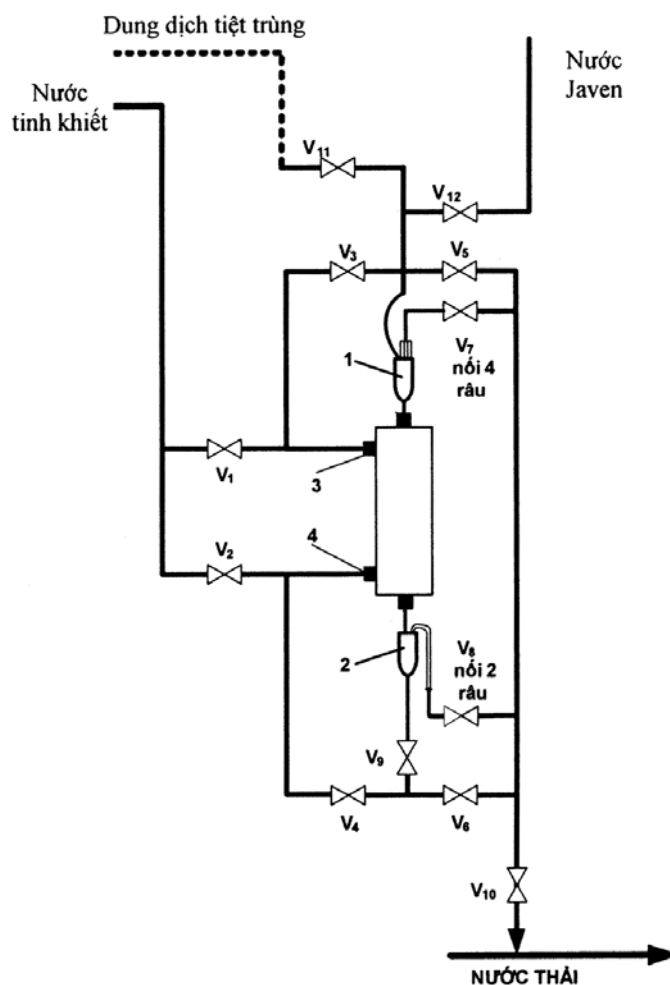 Dung dịch tiệt trùng
Nước
Javen
Nước
tinh khiết
V11
V12
V3
V5
1
V7
nối 4
râu
V1
3
V2
4
2
V8
nối 2
râu
V9
V4
V6
V10
NƯỚC THẢI